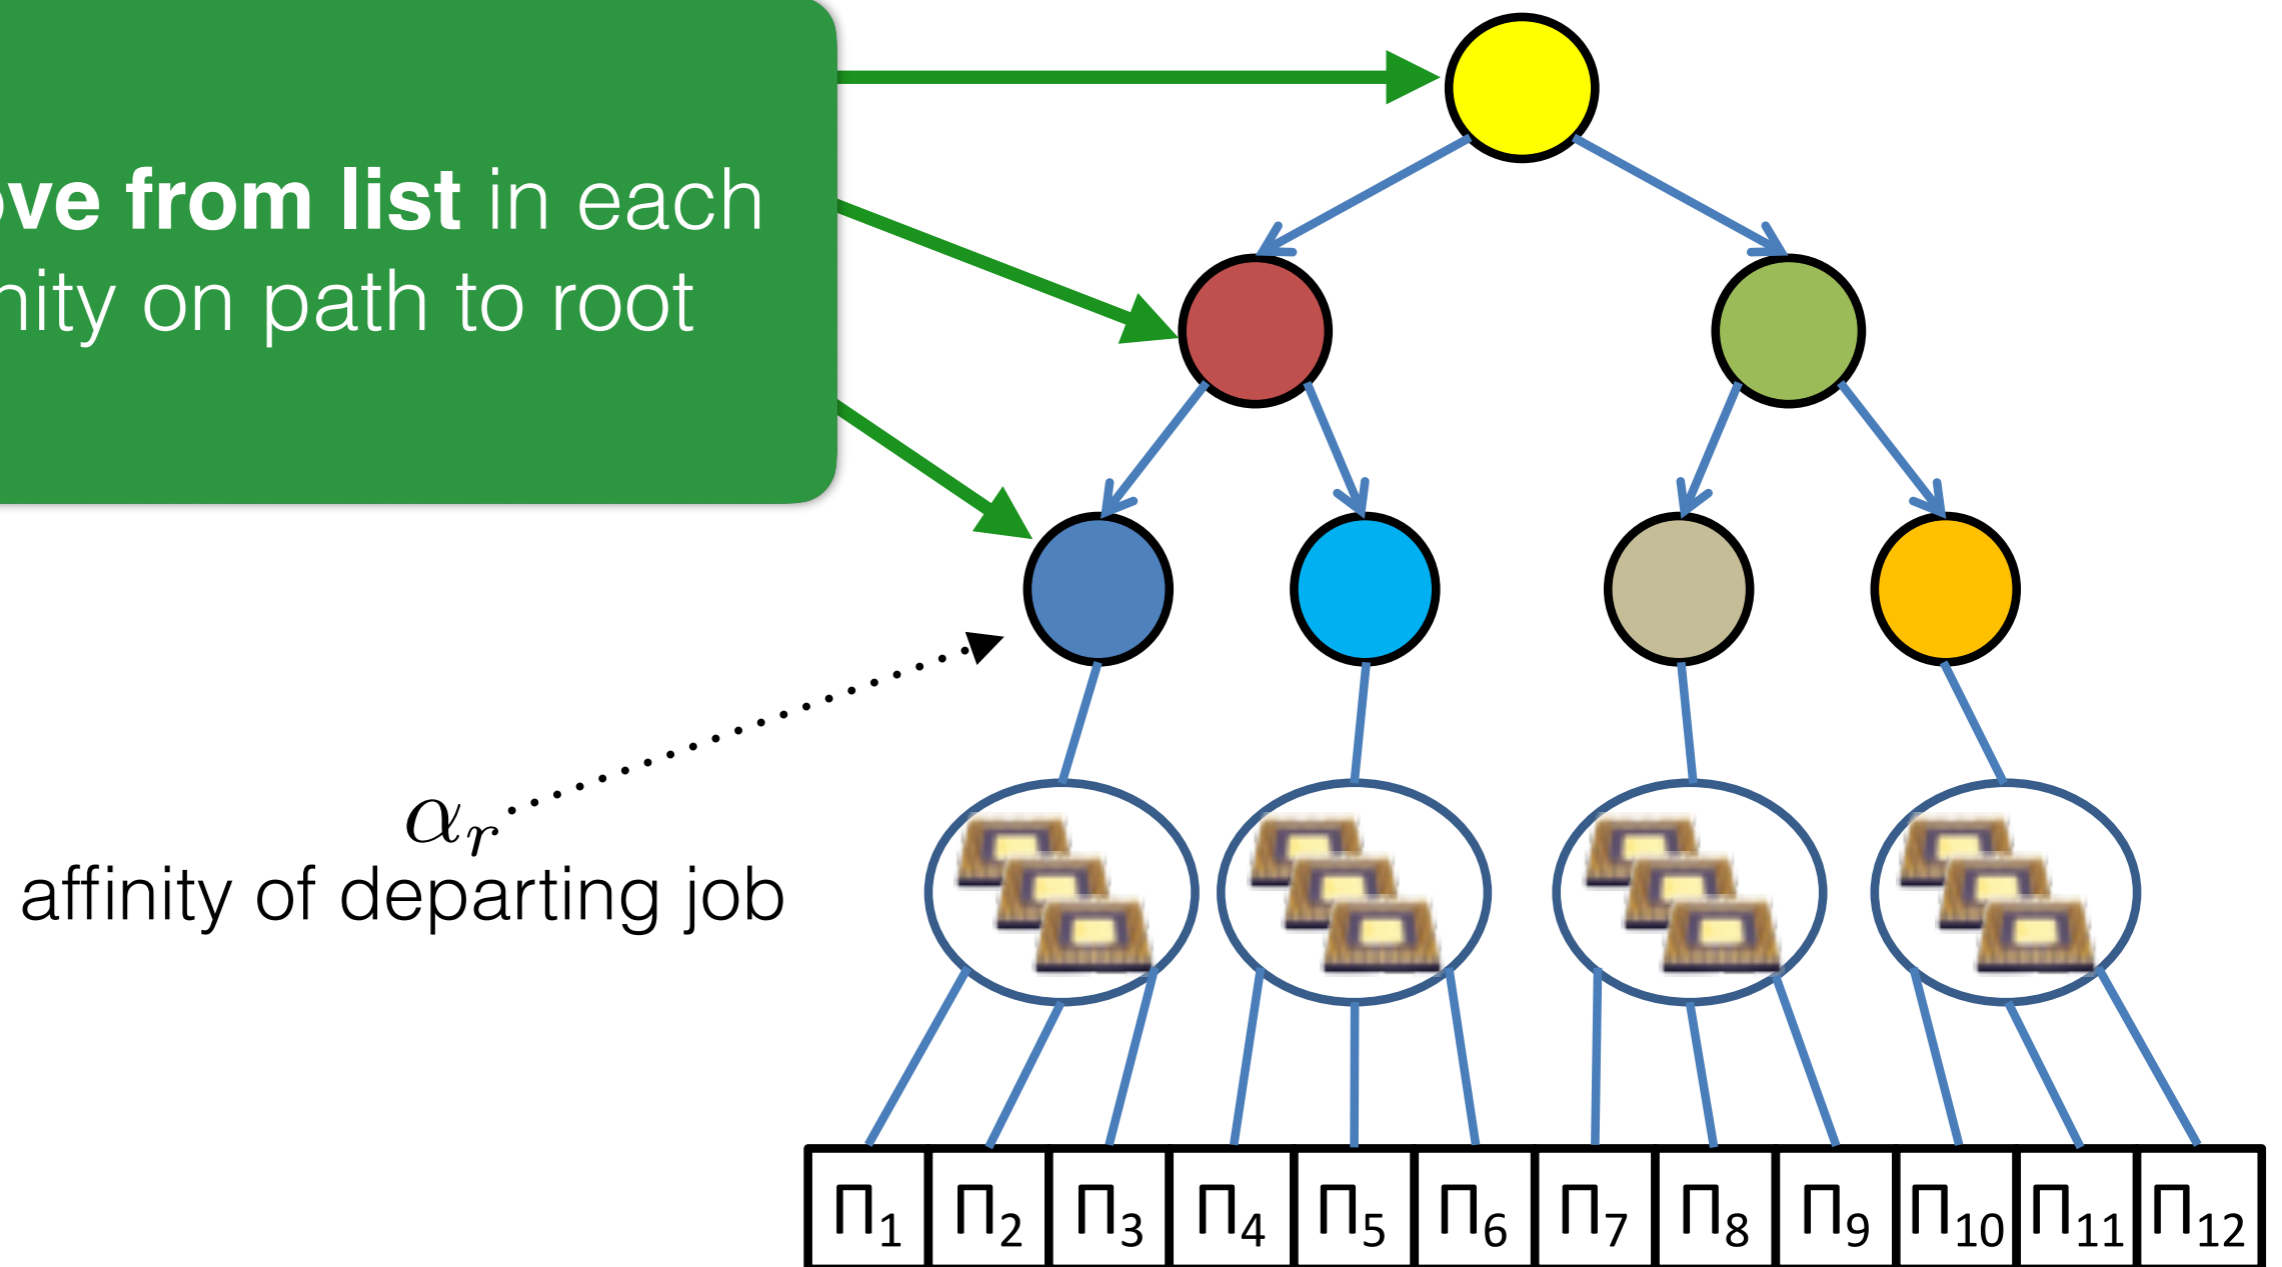 ove from list in each
nity on path to root
αᵣ
affinity of departing job
Π₁ Π₂ Π₃ Π₄ Π₅ Π₆ Π₇ Π₈ Π₉ Π₁₀ Π₁₁ Π₁₂